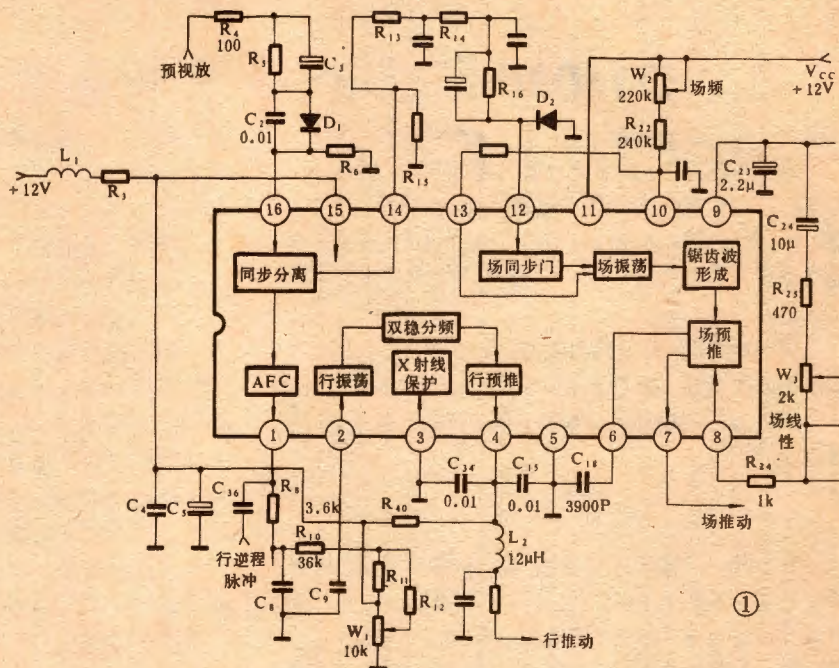 R₄
100
预视放
R₅
C₃
C₂
0.01
D₁
R₆
R₁₃
R₁₄
R₁₆
D₂
R₁₅
W₂
220k
场频
R₂₂
240k
V_CC
+12V
L₁
+12V
R₃
C₂₃
2.2μ
C₂₄
10μ
R₂₅
470
W₃
2k
场线性
16
15
14
13
12
11
10
9
同步分离
场同步门
场振荡
锯齿波形成
双稳分频
场预推
AFC
行振荡
X射线保护
行预推
1
2
3
4
5
6
7
8
C₄
C₅
C₃₆
R₈
3.6k
行逆程脉冲
R₁₀
36k
C₈
C₉
R₁₁
R₁₂
W₁
10k
R₄₀
C₃₄
0.01
C₁₅
0.01
C₁₈
3900P
L₂
12μH
行推动
场推动
R₂₄
1k
①